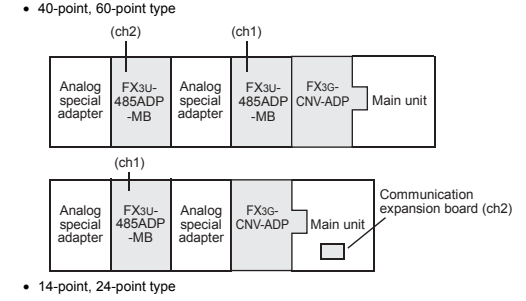 • 40-point, 60-point type
(ch2) (ch1)
Analog special adapter
FX3U-485ADP-MB
Analog special adapter
FX3U-485ADP-MB
FX3G-CNV-ADP
Main unit
(ch1)
Analog special adapter
FX3U-485ADP-MB
Analog special adapter
FX3G-CNV-ADP
Main unit
Communication
expansion board (ch2)
• 14-point, 24-point type